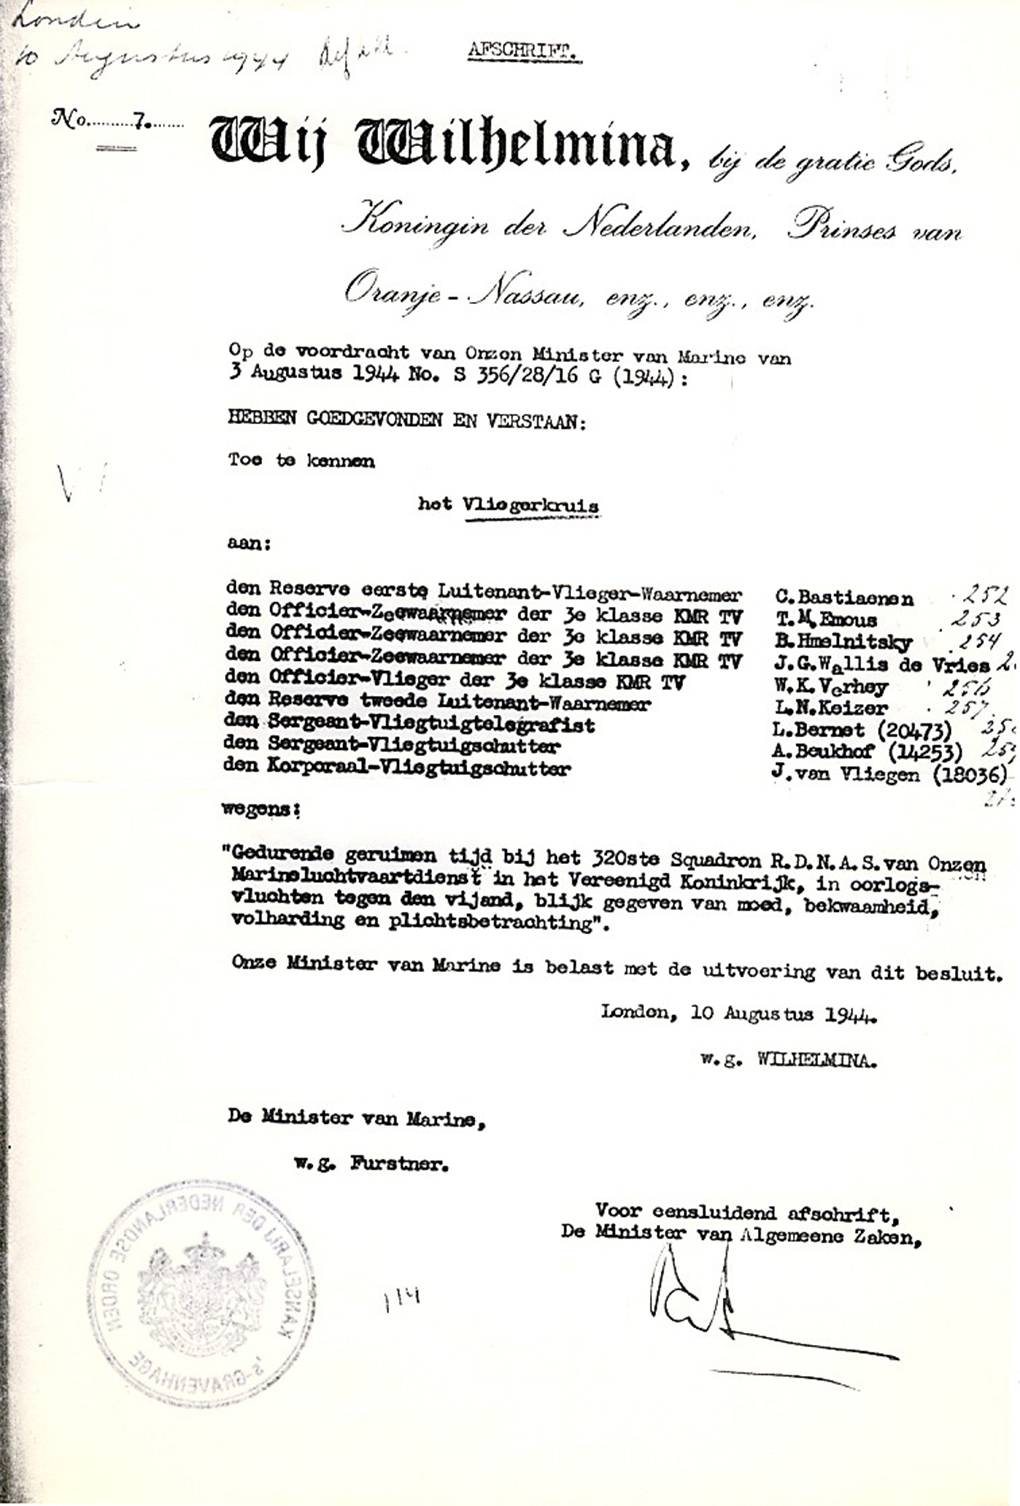 Londen
10 Augustus 1944
AFSCHRIFT.
No. 7.
Wij Wilhelmina, bij de gratie Gods,
Koningin der Nederlanden, Prinses van
Oranje-Nassau, enz., enz., enz.
Op de voordracht van Onzen Minister van Marine van
3 Augustus 1944 No. S 356/28/16 G (1944):
HEBBEN GOEDGEVONDEN EN VERSTAAN:
Toe te kennen
het Vliegerkruis
aan:
den Reserve eerste Luitenant-Vlieger-Waarnemer C.Bastiaenen 252
den Officier-Zeewaarnemer der 3e klasse KMR TV T.M.Emous 253
den Officier-Zeewaarnemer der 3e klasse KMR TV B.Hmelnitsky 254
den Officier-Zeewaarnemer der 3e klasse KMR TV J.G.Wallis de Vries
den Officier-Vlieger der 3e klasse KMR TV W.K.Verhey 256
den Reserve tweede Luitenant-Waarnemer L.N.Keizer 257
den Sergeant-Vliegtuigtelegrafist L.Bernet (20473)
den Sergeant-Vliegtuigschutter A.Beukhof (14253)
den Korporaal-Vliegtuigschutter J.van Vliegen (18036)
wegens:
"Gedurende geruimen tijd bij het 320ste Squadron R.D.N.A.S.van Onzen
Marineluchtvaartdienst in het Vereenigd Koninkrijk, in oorlogs-
vluchten tegen den vijand, blijk gegeven van moed, bekwaamheid,
volharding en plichtsbetrachting".
Onze Minister van Marine is belast met de uitvoering van dit besluit.
Londen, 10 Augustus 1944.
w.g. WILHELMINA.
De Minister van Marine,
w.g. Furstner.
Voor eensluidend afschrift,
De Minister van Algemeene Zaken,
KANSELARIJ DER NEDERLANDSE ORDEN
'S-GRAVENHAGE
114